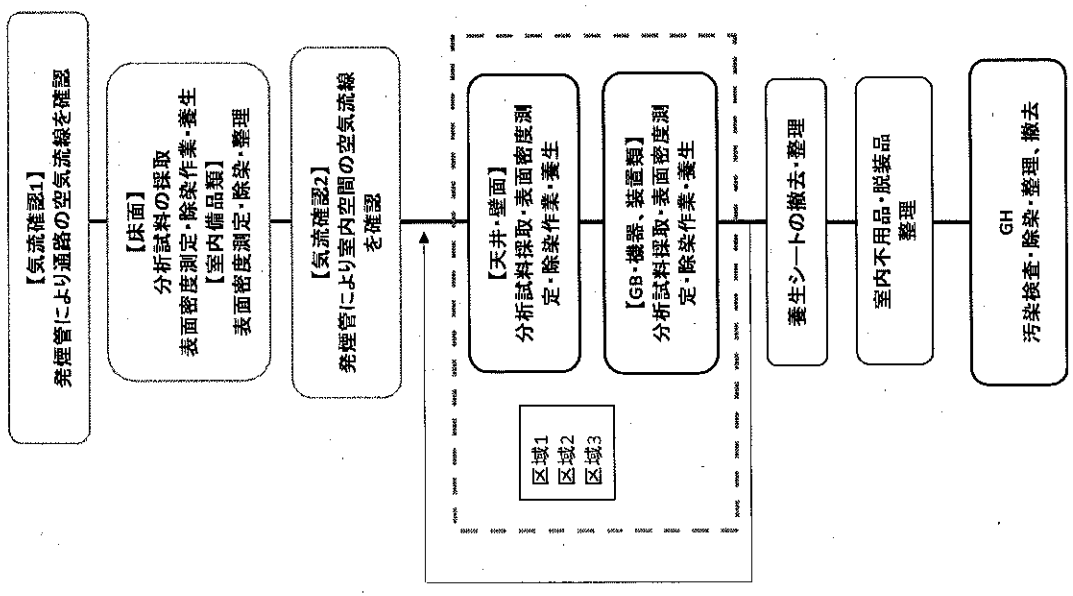 【気流確認1】
発煙管により通路の空気流線を確認
【床面】
分析試料の採取
表面密度測定・除染作業・養生
【室内備品類】
表面密度測定・除染・整理
【気流確認2】
発煙管により室内空間の空気流線
を確認
【天井・壁面】
分析試料採取・表面密度測
定・除染作業・養生
【GB・機器、装置類】
分析試料採取・表面密度測
定・除染作業・養生
区域1
区域2
区域3
養生シートの撤去・整理
室内不用品・脱装品
整理
GH
汚染検査・除染・整理、撤去